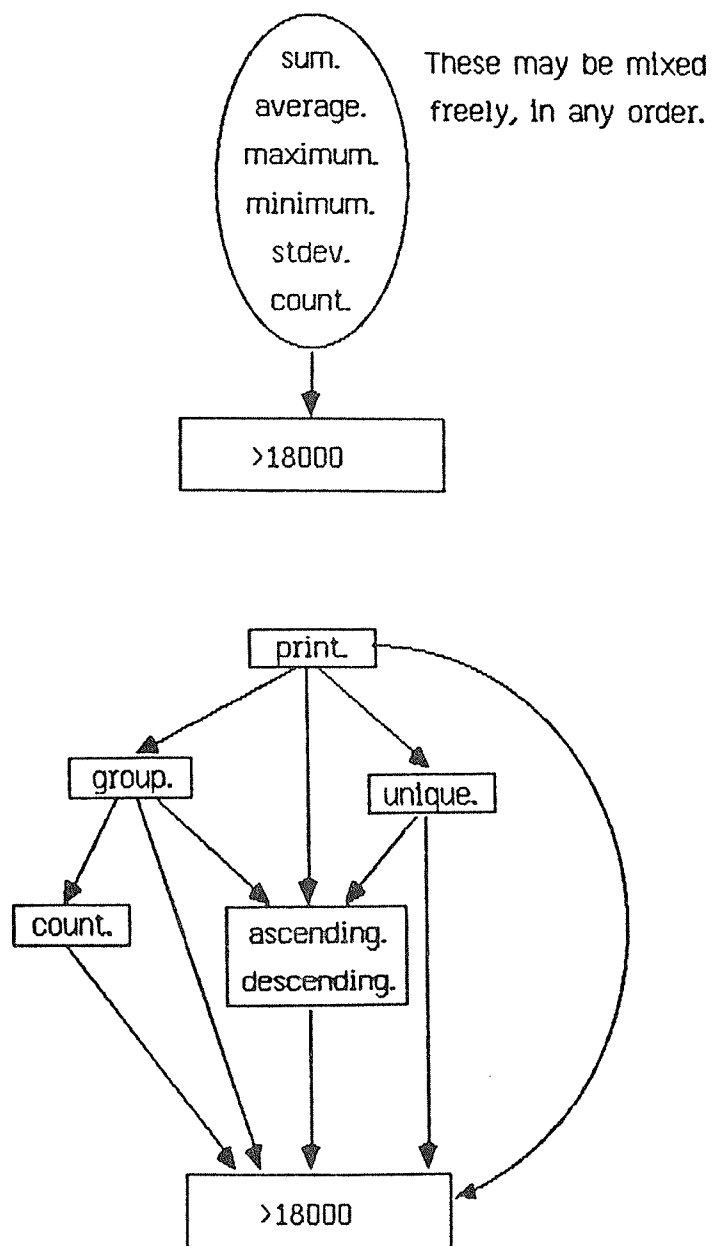 sum.
average.
maximum.
minimum.
stdev.
count.
These may be mixed
freely, in any order.
>18000
print.
group.
unique.
count.
ascending.
descending.
>18000